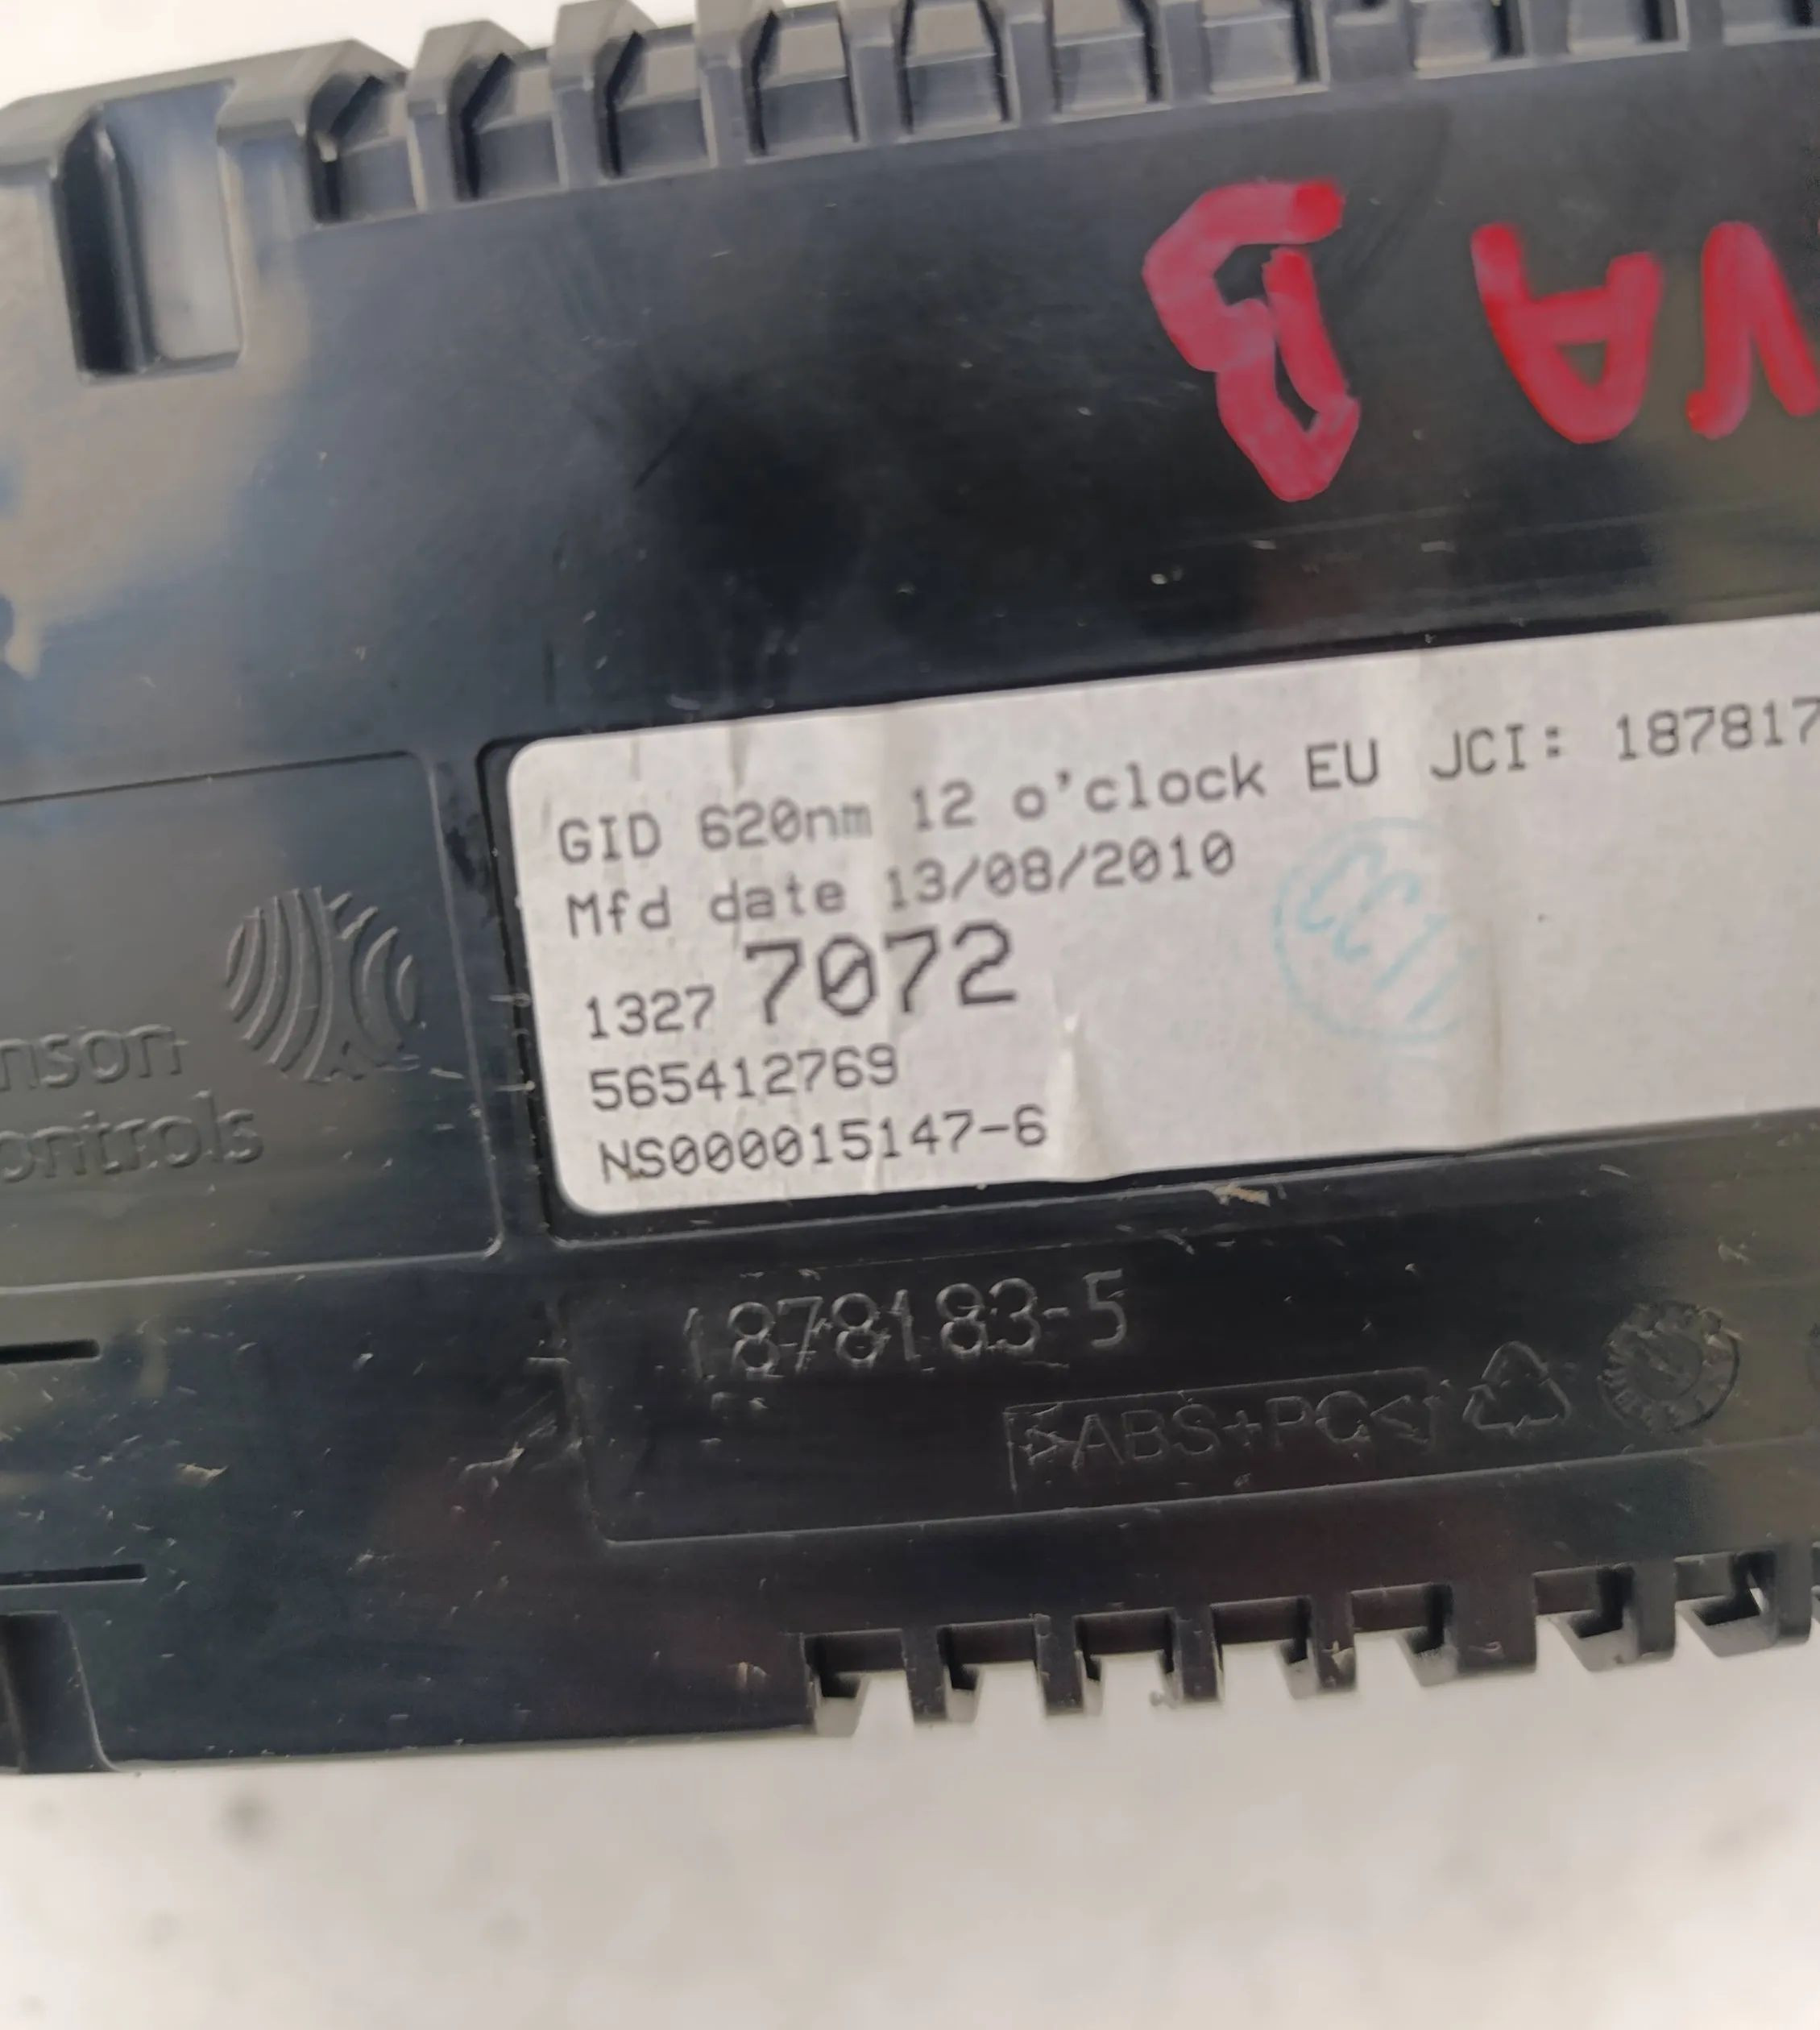 GID 620nm 12 o'clock EU JCI: 187817
Mfd date 13/08/2010
1327 7072
565412769
NS000015147-6
nson
ontrols
1878183-5
>ABS+PC<
VA B